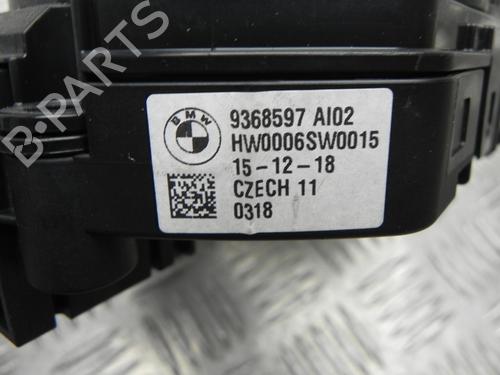 BMW
9368597 AI02
HW0006SW0015
15-12-18
CZECH 11
0318
B-PARTS